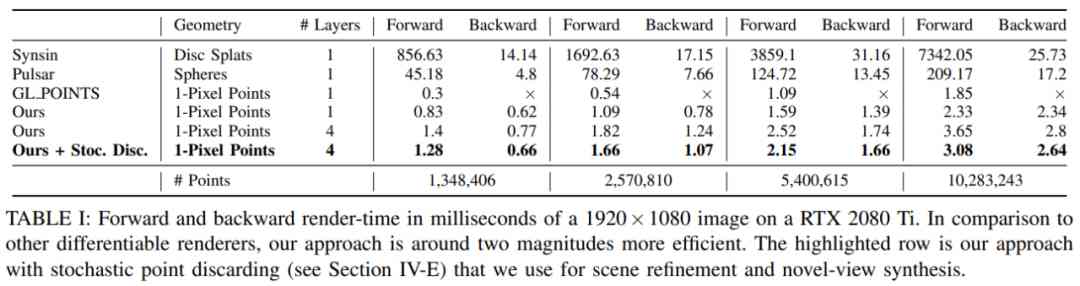 Geometry # Layers Forward Backward Forward Backward Forward Backward Forward Backward
Synsin Disc Splats 1 856.63 14.14 1692.63 17.15 3859.1 31.16 7342.05 25.73
Pulsar Spheres 1 45.18 4.8 78.29 7.66 124.72 13.45 209.17 17.2
GL_POINTS 1-Pixel Points 1 0.3 × 0.54 × 1.09 × 1.85 ×
Ours 1-Pixel Points 1 0.83 0.62 1.09 0.78 1.59 1.39 2.33 2.34
Ours 1-Pixel Points 4 1.4 0.77 1.82 1.24 2.52 1.74 3.65 2.8
Ours + Stoc. Disc. 1-Pixel Points 4 1.28 0.66 1.66 1.07 2.15 1.66 3.08 2.64
# Points 1,348,406 2,570,810 5,400,615 10,283,243
TABLE I: Forward and backward render-time in milliseconds of a 1920 × 1080 image on a RTX 2080 Ti. In comparison to
other differentiable renderers, our approach is around two magnitudes more efficient. The highlighted row is our approach
with stochastic point discarding (see Section IV-E) that we use for scene refinement and novel-view synthesis.